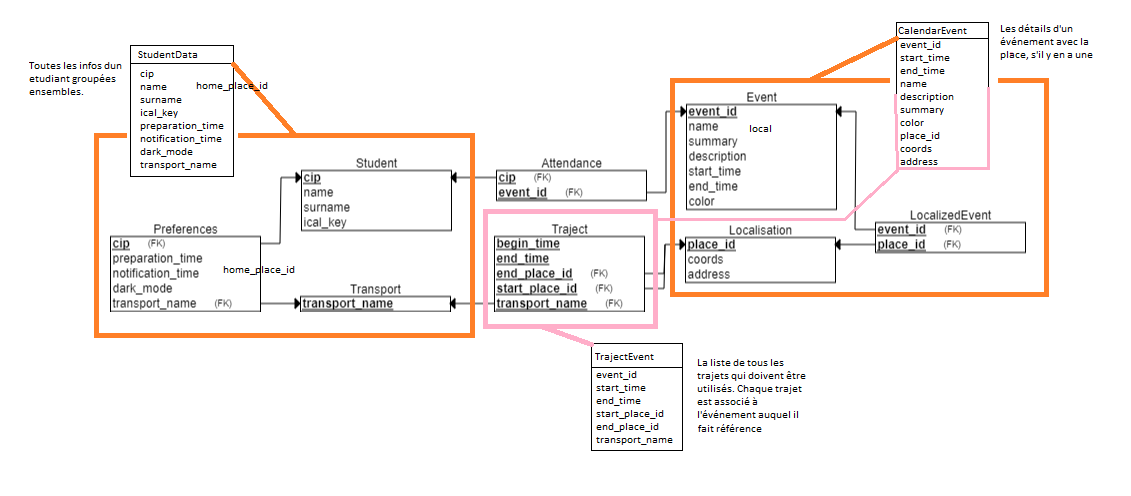 Toutes les infos dun
etudiant groupées
ensembles.
StudentData
cip
name
home_place_id
surname
ical_key
preparation_time
notification_time
dark_mode
transport_name
CalendarEvent
event_id
start_time
end_time
name
description
summary
color
place_id
coords
address
Les détails d'un
événement avec la
place, s'il y en a une
Student
cip
name
surname
ical_key
Attendance
cip (FK)
event_id (FK)
Event
event_id
name
local
summary
description
start_time
end_time
color
Preferences
cip (FK)
preparation_time
notification_time
home_place_id
dark_mode
transport_name (FK)
Transport
transport_name
Traject
begin_time
end_time
end_place_id (FK)
start_place_id (FK)
transport_name (FK)
Localisation
place_id
coords
address
LocalizedEvent
event_id (FK)
place_id (FK)
TrajectEvent
event_id
start_time
end_time
start_place_id
end_place_id
transport_name
La liste de tous les
trajets qui doivent être
utilisés. Chaque trajet
est associé à
l'événement auquel il
fait référence